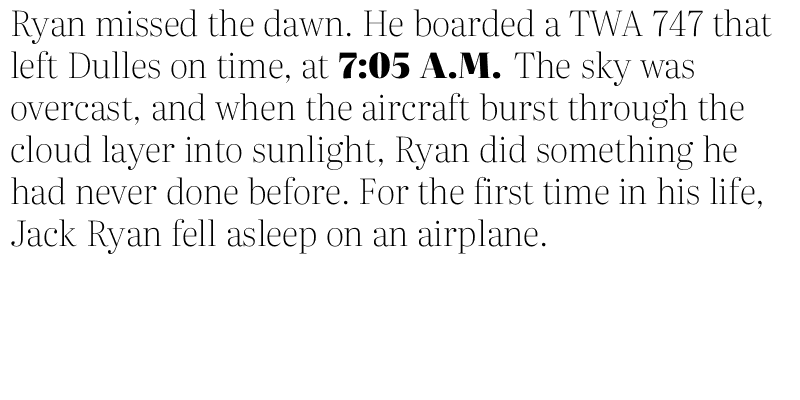 Ryan missed the dawn. He boarded a TWA 747 that
left Dulles on time, at 7:05 A.M. The sky was
overcast, and when the aircraft burst through the
cloud layer into sunlight, Ryan did something he
had never done before. For the first time in his life,
Jack Ryan fell asleep on an airplane.